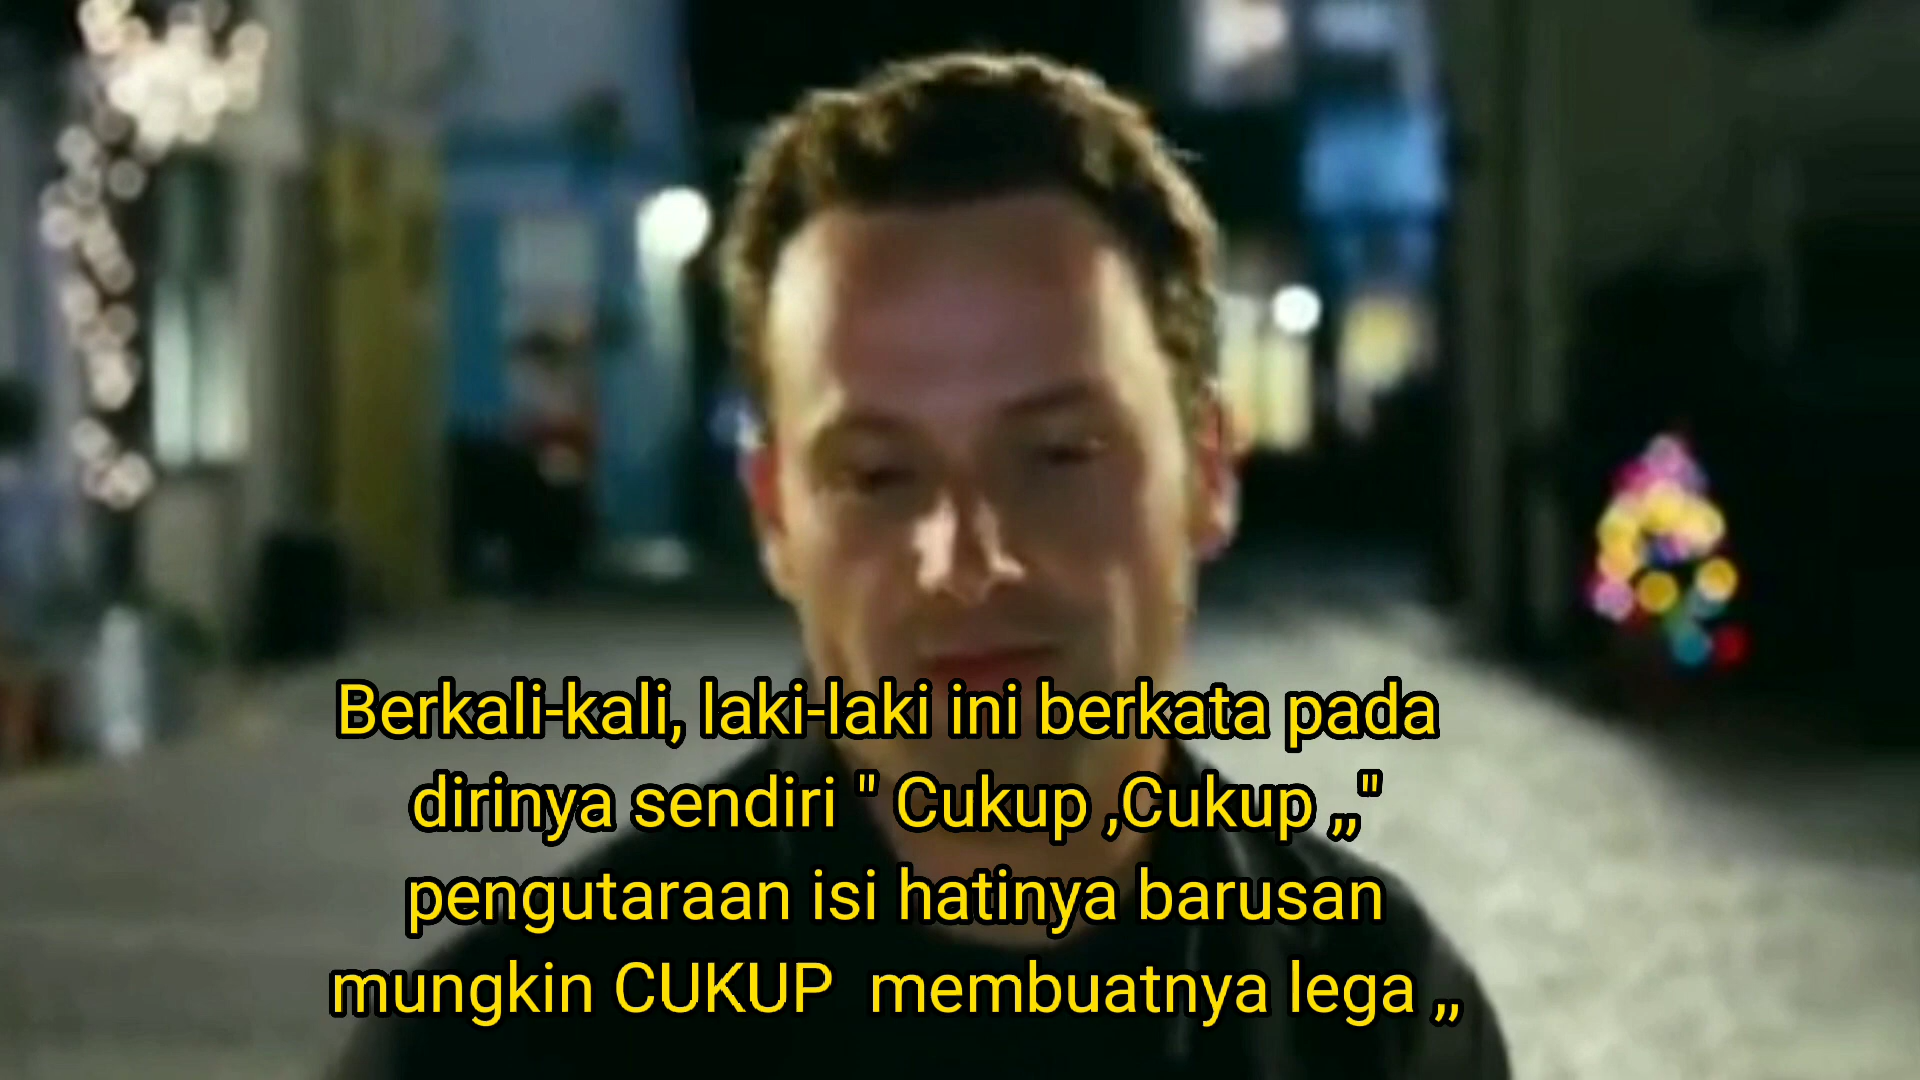 Berkali-kali, laki-laki ini berkata pada
dirinya sendiri " Cukup ,Cukup ,,"
pengutaraan isi hatinya barusan
mungkin CUKUP  membuatnya lega ,,